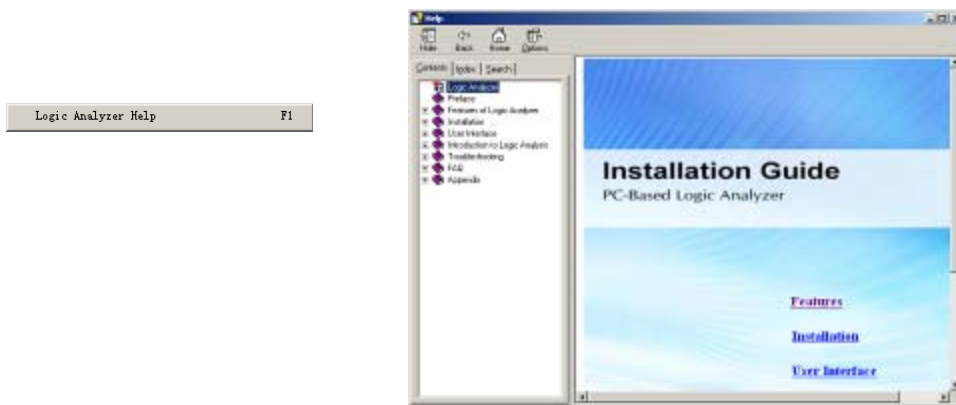 Logic Analyzer Help F1
Help
Hide Back Home Options
Contents Index Search
Logic Analyzer
Preface
Features of Logic Analyzer
Installation
User Interface
Introduction to Logic Analysis
Troubleshooting
FAQ
Appendix
Installation Guide
PC-Based Logic Analyzer
Features
Installation
User Interface